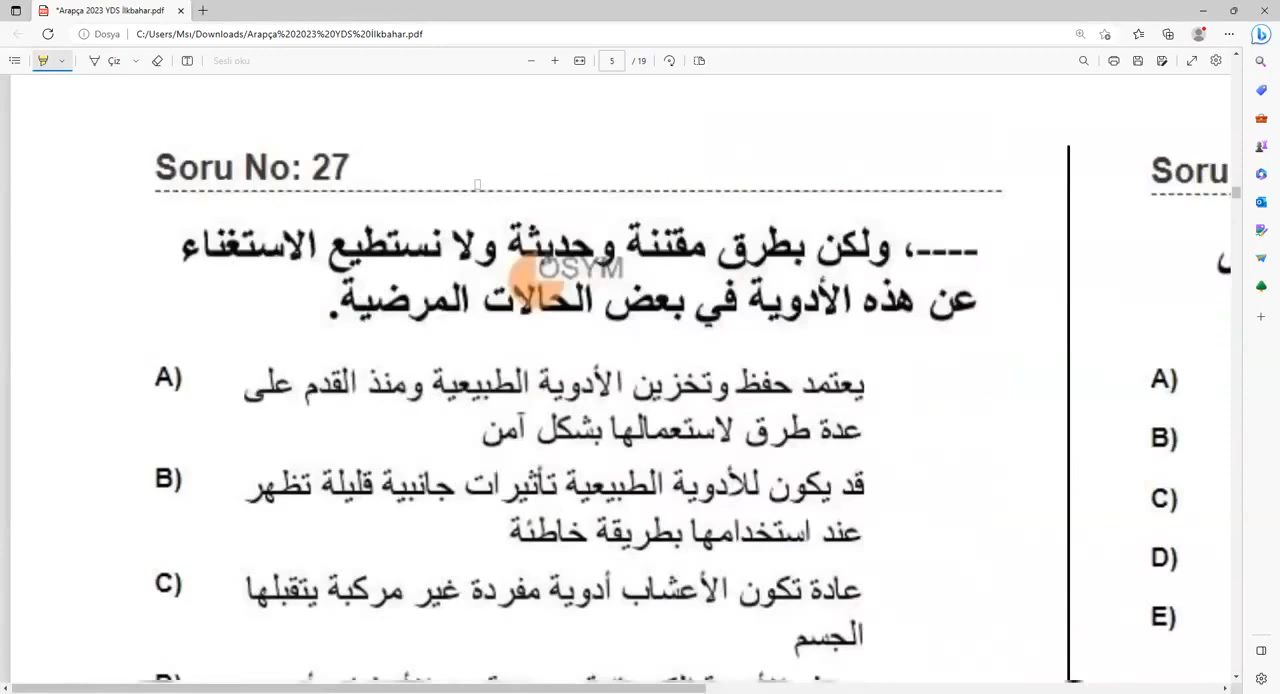 *Arapça 2023 YDS İlkbahar.pdf
Dosya
C:/Users/Msı/Downloads/Arapça%202023%20YDS%20İlkbahar.pdf
Çiz
Sesli oku
5 / 19
Soru No: 27
Soru
----، ولكن بطرق مقننة وحديثة ولا نستطيع الاستغناء
عن هذه الأدوية في بعض الحالات المرضية.
ÖSYM
A) يعتمد حفظ وتخزين الأدوية الطبيعية ومنذ القدم على
عدة طرق لاستعمالها بشكل آمن
B) قد يكون للأدوية الطبيعية تأثيرات جانبية قليلة تظهر
عند استخدامها بطريقة خاطئة
C) عادة تكون الأعشاب أدوية مفردة غير مركبة يتقبلها
الجسم
A)
B)
C)
D)
E)